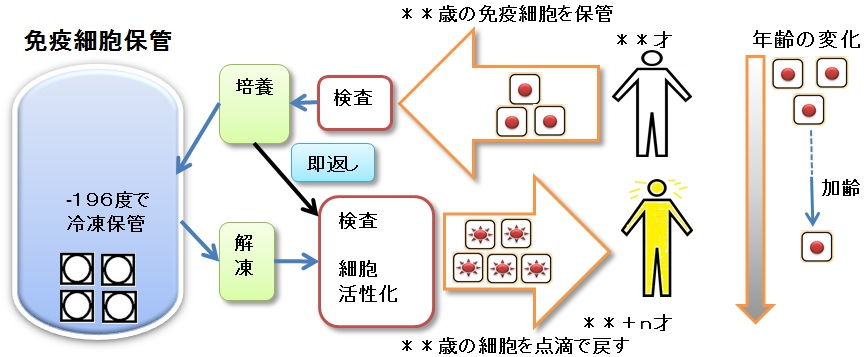 免疫細胞保管
-196度で
冷凍保管
培養
検査
即返し
解
凍
検査
細胞
活性化
**歳の免疫細胞を保管
**才
**+n才
**歳の細胞を点滴で戻す
年齢の変化
加齢